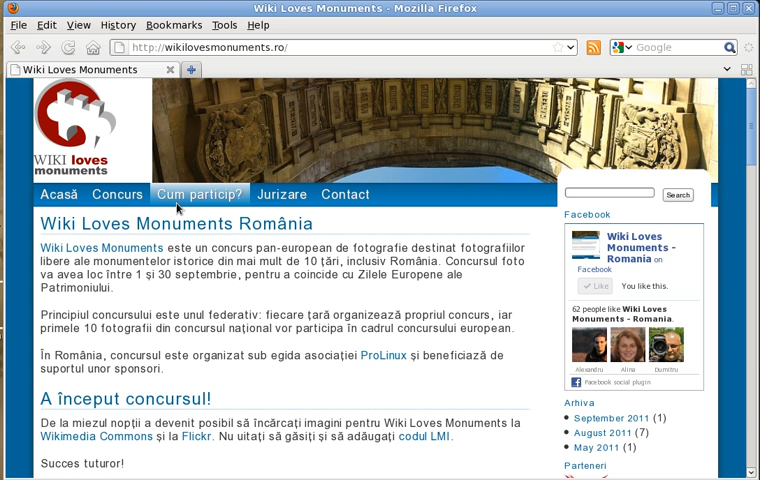 Wiki Loves Monuments - Mozilla Firefox
File Edit View History Bookmarks Tools Help
http://wikilovesmonuments.ro/
Google
Wiki Loves Monuments
WIKI loves
monuments
Acasă Concurs Cum particip? Jurizare Contact
Wiki Loves Monuments România
Wiki Loves Monuments este un concurs pan-european de fotografie destinat fotografiilor
libere ale monumentelor istorice din mai mult de 10 țări, inclusiv România. Concursul foto
va avea loc între 1 și 30 septembrie, pentru a coincide cu Zilele Europene ale
Patrimoniului.
Principiul concursului este unul federativ: fiecare țară organizează propriul concurs, iar
primele 10 fotografii din concursul național vor participa în cadrul concursului european.
În România, concursul este organizat sub egida asociației ProLinux și beneficiază de
suportul unor sponsori.
A început concursul!
De la miezul nopții a devenit posibil să încărcați imagini pentru Wiki Loves Monuments la
Wikimedia Commons și la Flickr. Nu uitați să găsiți și să adăugați codul LMI.
Succes tuturor!
Search
Facebook
Wiki Loves
Monuments -
Romania on
Facebook
Like You like this.
62 people like Wiki Loves
Monuments - Romania.
Alexandru Alina Dumitru
Facebook social plugin
Arhiva
September 2011 (1)
August 2011 (7)
May 2011 (1)
Parteneri